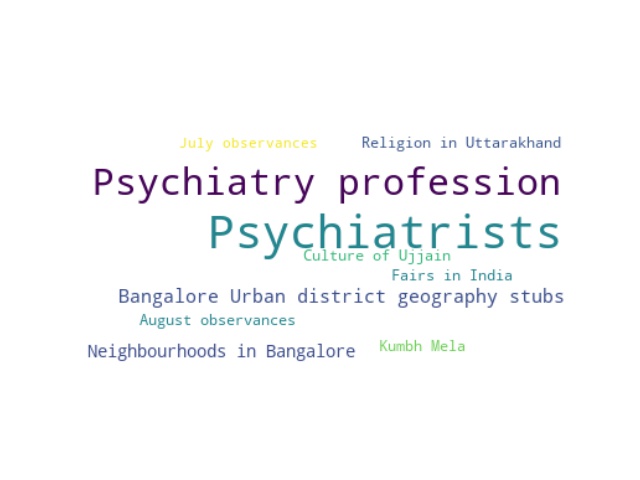 July observances
Religion in Uttarakhand
Psychiatry profession
Psychiatrists
Culture of Ujjain
Fairs in India
Bangalore Urban district geography stubs
August observances
Kumbh Mela
Neighbourhoods in Bangalore